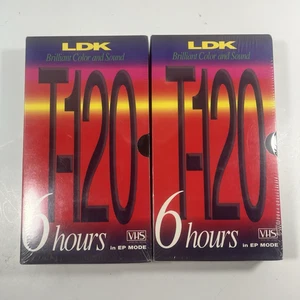 LDK
Brilliant Color and Sound
T-120
6 hours
in EP MODE
VHS
LDK
Brilliant Color and Sound
T-120
6 hours
in EP MODE
VHS